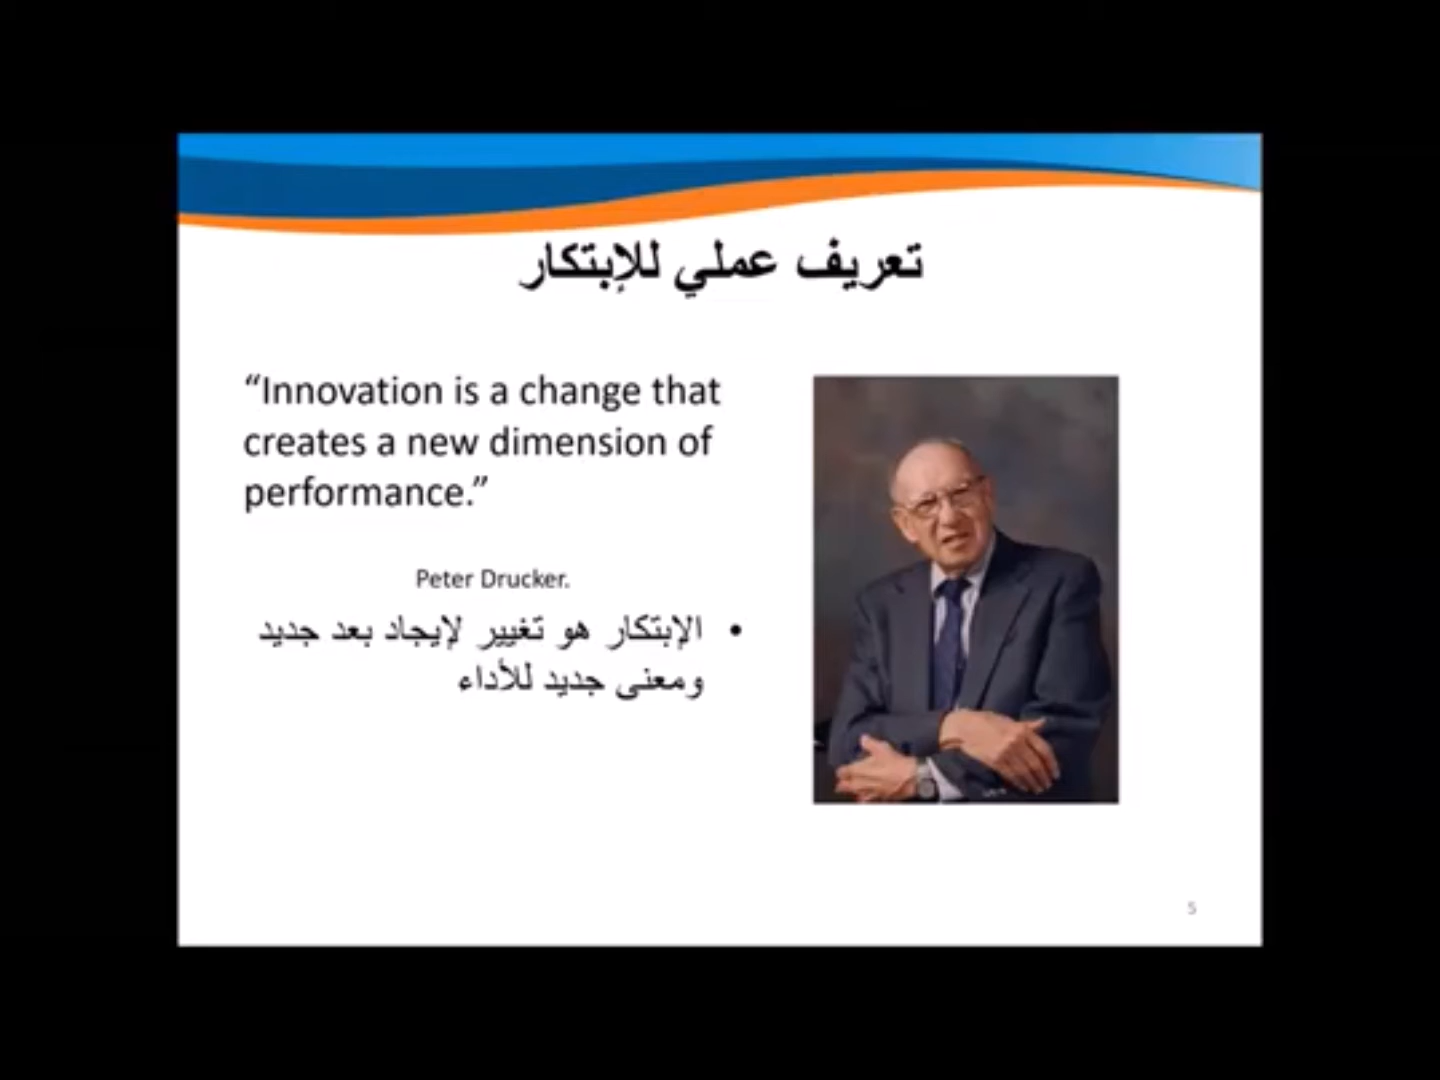 تعريف عملي للإبتكار
“Innovation is a change that
creates a new dimension of
performance.”
Peter Drucker.
• الإبتكار هو تغيير لإيجاد بعد جديد
ومعنى جديد للأداء
5